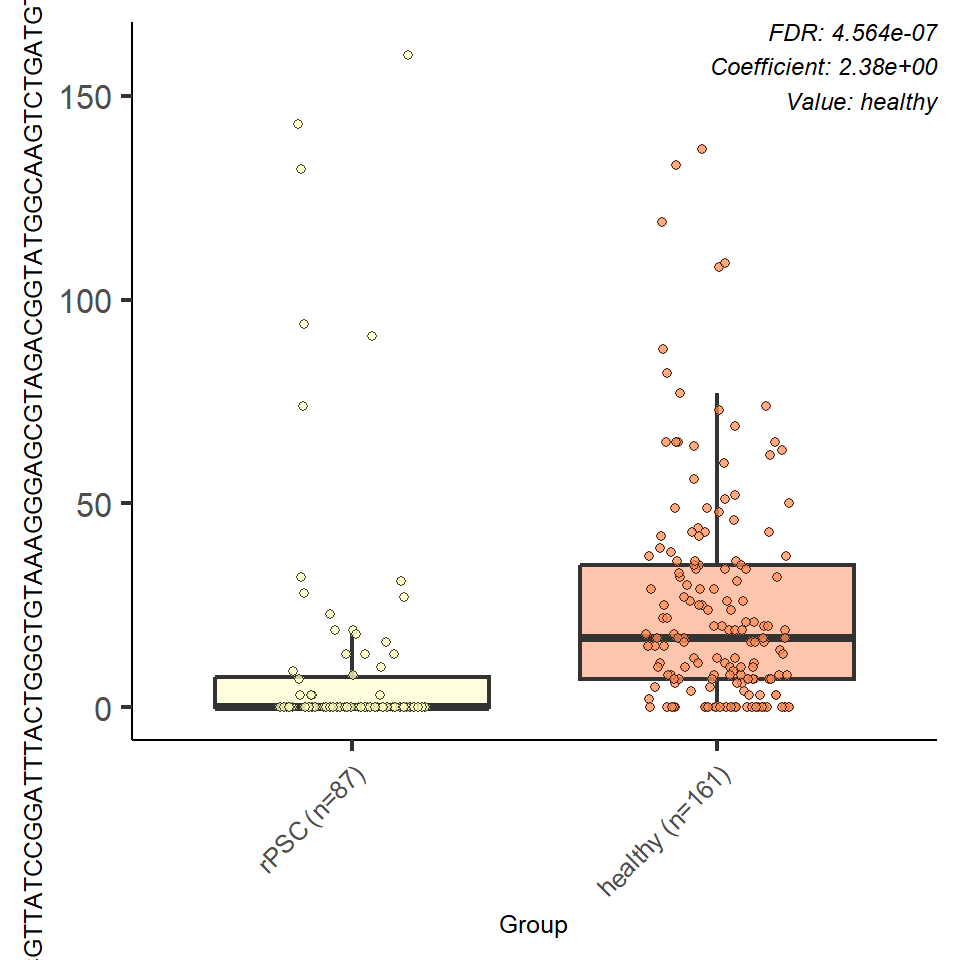 FDR: 4.564e-07
Coefficient: 2.38e+00
Value: healthy
GTTATCCGGATTTACTGGGTGTAAAGGGAGCGTAGACGGTATGGCAAGTCTGATGT
150
100
50
0
rPSC (n=87)
healthy (n=161)
Group